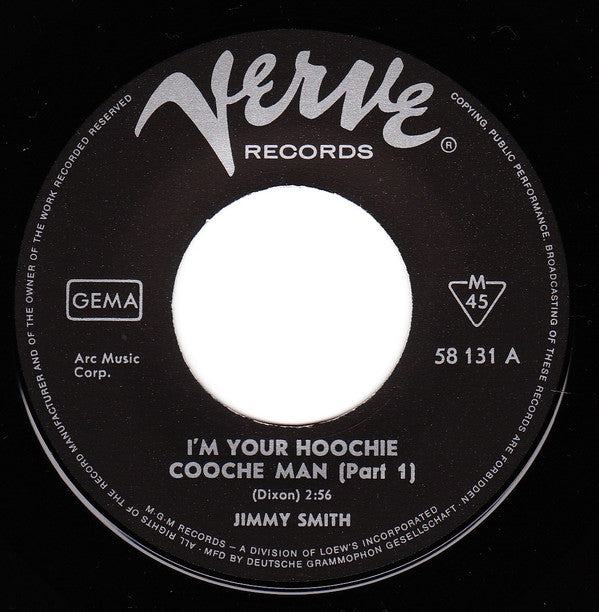 Verve
RECORDS ®
GEMA
M
45
Arc Music
Corp.
58 131 A
I'M YOUR HOOCHIE
COOCHE MAN (Part 1)
(Dixon) 2:56
JIMMY SMITH
M.G.M RECORDS – A DIVISION OF LOEW'S INCORPORATED
ALL RIGHTS OF THE RECORD MANUFACTURER AND OF THE OWNER OF THE WORK RECORDED RESERVED
COPYING, PUBLIC PERFORMANCE, BROADCASTING OF THESE RECORDS ARE FORBIDDEN.
MFD BY DEUTSCHE GRAMMOPHON GESELLSCHAFT.